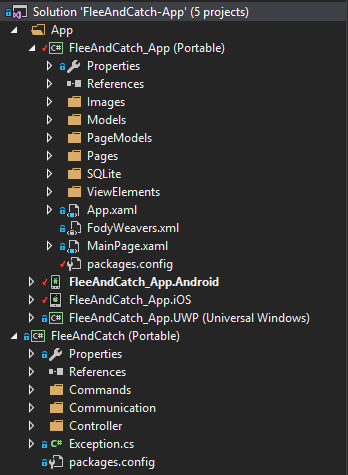 Solution 'FleeAndCatch-App' (5 projects)
App
C# FleeAndCatch_App (Portable)
Properties
References
Images
Models
PageModels
Pages
SQLite
ViewElements
App.xaml
FodyWeavers.xml
MainPage.xaml
packages.config
FleeAndCatch_App.Android
FleeAndCatch_App.iOS
C# FleeAndCatch_App.UWP (Universal Windows)
C# FleeAndCatch (Portable)
Properties
References
Commands
Communication
Controller
C# Exception.cs
packages.config